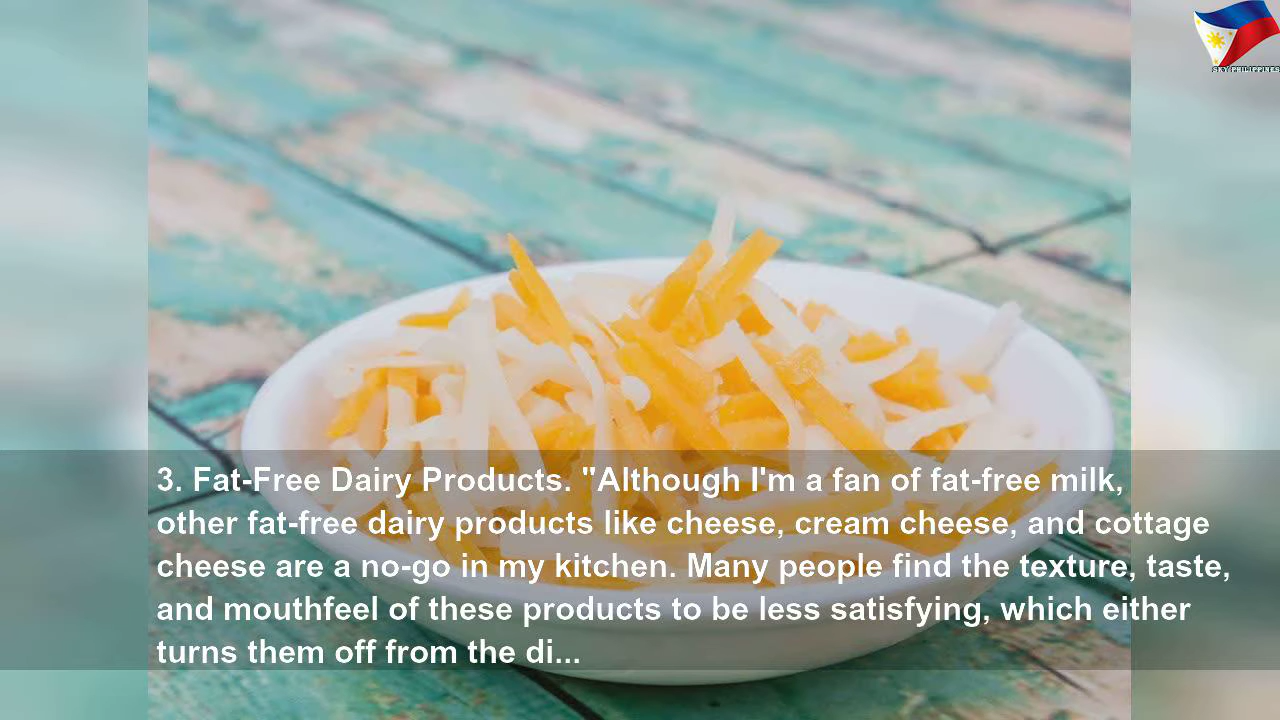 SKY PHILIPPINES
3. Fat-Free Dairy Products. "Although I'm a fan of fat-free milk,
other fat-free dairy products like cheese, cream cheese, and cottage
cheese are a no-go in my kitchen. Many people find the texture, taste,
and mouthfeel of these products to be less satisfying, which either
turns them off from the di...